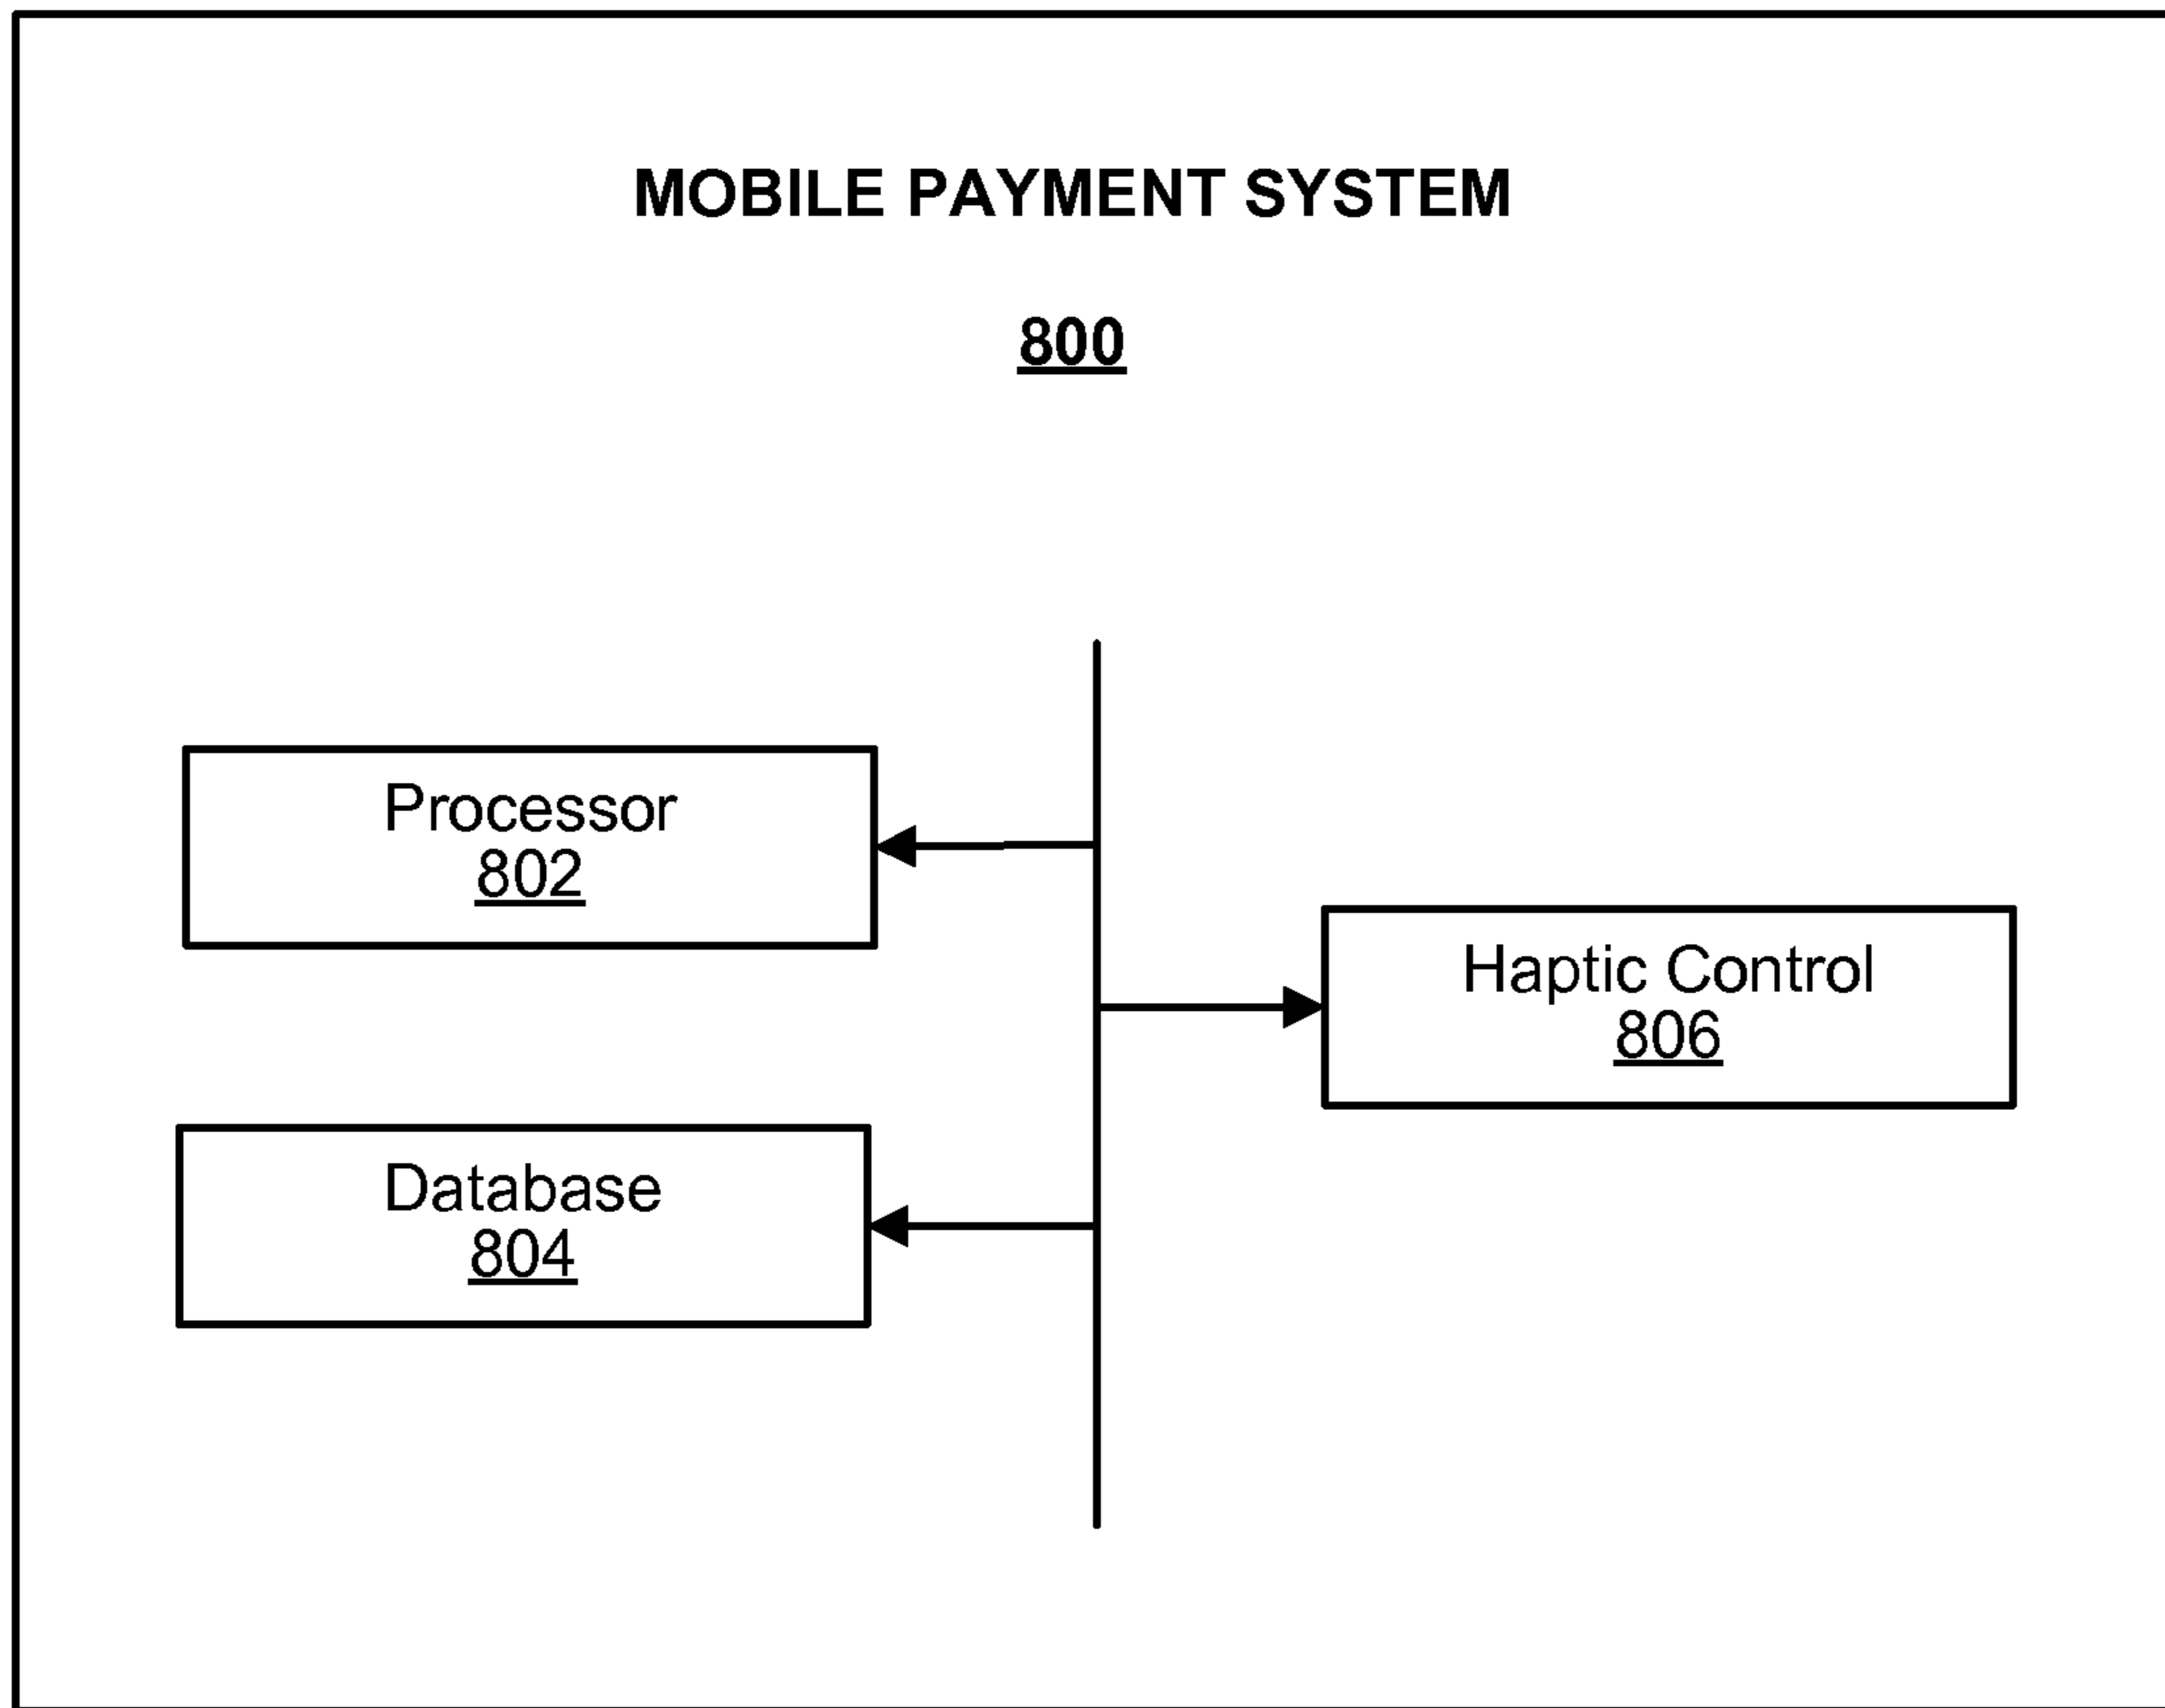 MOBILE PAYMENT SYSTEM
800
Processor
802
Haptic Control
806
Database
804